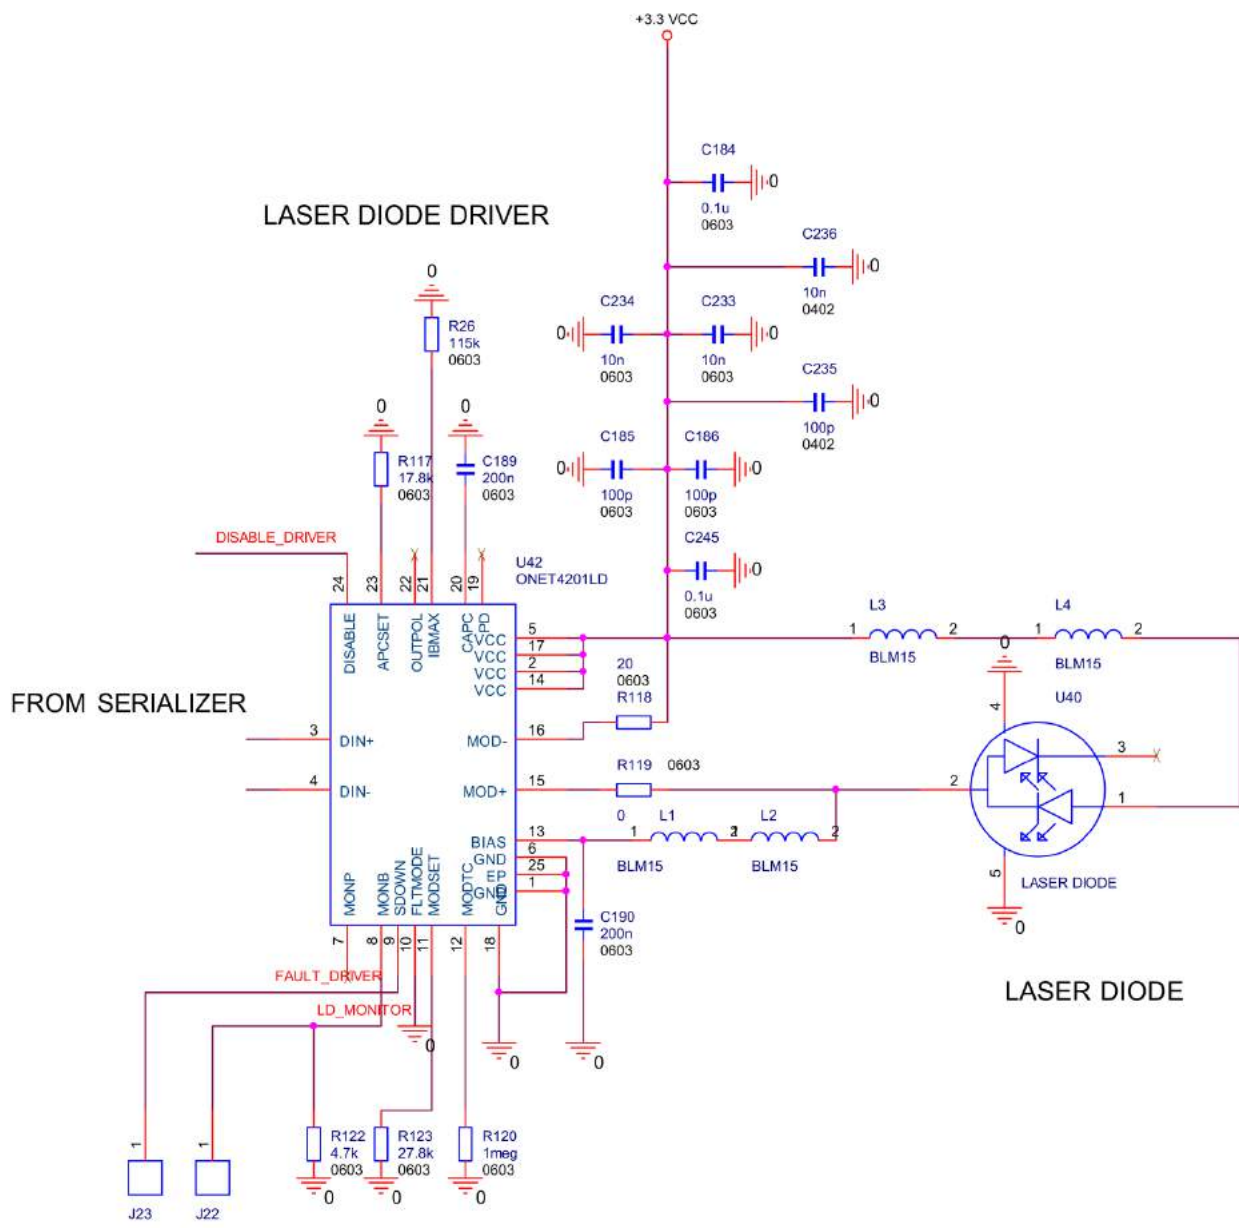 +3.3 VCC
C184
0
0.1u
0603
LASER DIODE DRIVER
C236
0
10n
0402
0
R26
115k
0603
C234
C233
0
0
10n
0603
10n
0603
C235
0
100p
0402
0
0
R117
17.8k
0603
C189
200n
0603
C185
C186
0
0
100p
0603
100p
0603
DISABLE_DRIVER
C245
0
0.1u
0603
U42
ONET4201LD
24
23
22
21
20
19
DISABLE
APCSET
OUTPOL
IBMAX
CAPC
PD
VCC
5
VCC
17
VCC
2
VCC
14
L3
1
2
BLM15
L4
1
2
BLM15
0
20
0603
R118
U40
4
FROM SERIALIZER
3
DIN+
MOD-
16
3
4
DIN-
MOD+
15
R119
0603
0
2
1
BIAS
13
L1
1
2
BLM15
L2
1
2
BLM15
GND
6
EP
25
GND
1
5
LASER DIODE
0
MONP
MONB
SDOWN
FLTMODE
MODSET
MODTC
GND
7
8
9
10
11
12
18
C190
200n
0603
FAULT_DRIVER
LASER DIODE
LD_MONITOR
0
0
0
1
1
R122
4.7k
0603
0
R123
27.8k
0603
0
R120
1meg
0603
0
J23
J22